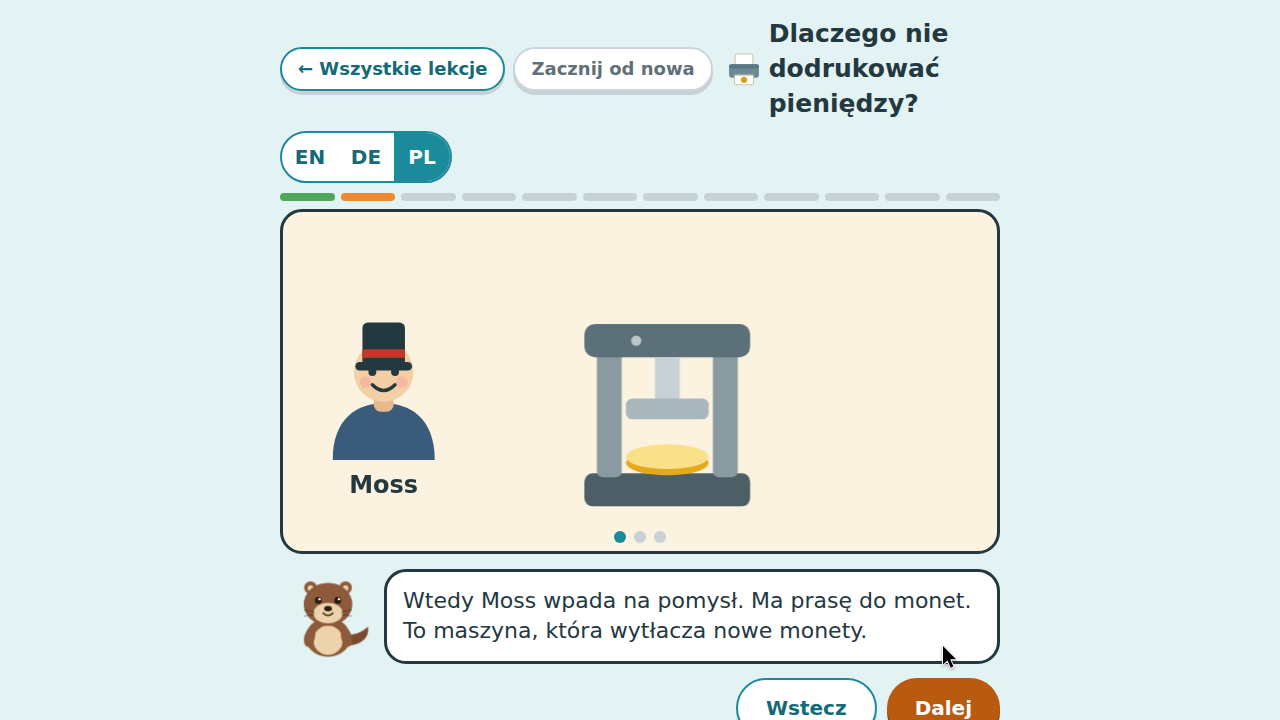 ← Wszystkie lekcje
Zacznij od nowa
Dlaczego nie
dodrukować
pieniędzy?
EN DE PL
Moss
Wtedy Moss wpada na pomysł. Ma prasę do monet.
To maszyna, która wytłacza nowe monety.
Wstecz
Dalej